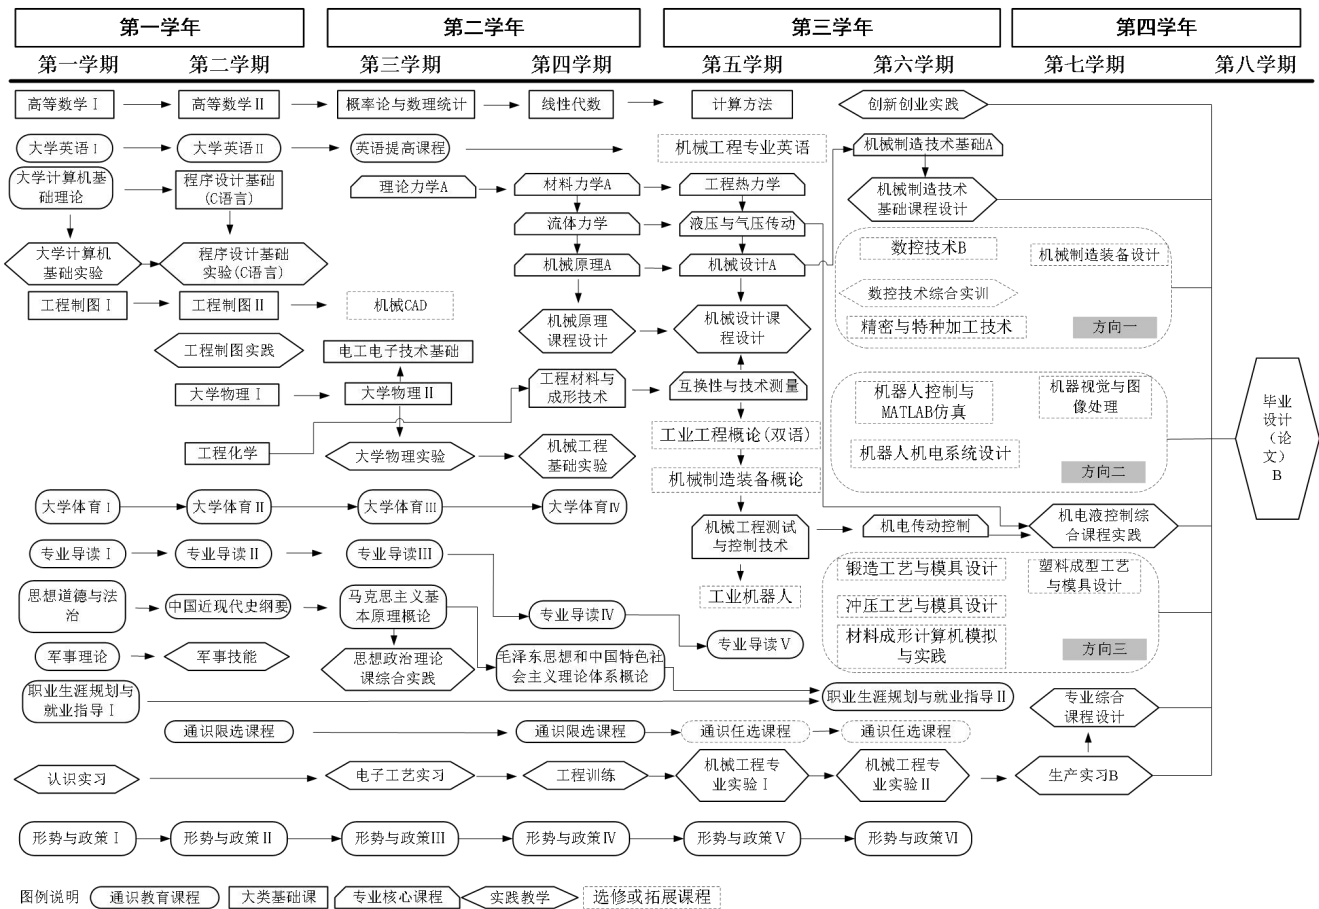 第一学年
第二学年
第三学年
第四学年
第一学期
第二学期
第三学期
第四学期
第五学期
第六学期
第七学期
第八学期
高等数学Ⅰ
高等数学Ⅱ
概率论与数理统计
线性代数
计算方法
创新创业实践
大学英语Ⅰ
大学英语Ⅱ
英语提高课程
机械工程专业英语
机械制造技术基础A
大学计算机基
础理论
程序设计基础
(C语言)
理论力学A
材料力学A
工程热力学
机械制造技术
基础课程设计
流体力学
液压与气压传动
大学计算机
基础实验
程序设计基础
实验(C语言)
机械原理A
机械设计A
数控技术B
机械制造装备设计
数控技术综合实训
精密与特种加工技术
方向一
工程制图Ⅰ
工程制图Ⅱ
机械CAD
机械原理
课程设计
机械设计课
程设计
工程制图实践
电工电子技术基础
大学物理Ⅰ
大学物理Ⅱ
工程材料与
成形技术
互换性与技术测量
机器人控制与
MATLAB仿真
机器视觉与图
像处理
机器人机电系统设计
方向二
毕业
设计
（论
文）
B
工程化学
大学物理实验
机械工程
基础实验
工业工程概论(双语)
机械制造装备概论
大学体育Ⅰ
大学体育Ⅱ
大学体育Ⅲ
大学体育Ⅳ
机械工程测试
与控制技术
机电传动控制
机电液控制综
合课程实践
专业导读Ⅰ
专业导读Ⅱ
专业导读Ⅲ
工业机器人
锻造工艺与模具设计
塑料成型工艺
与模具设计
冲压工艺与模具设计
材料成形计算机模拟
与实践
方向三
思想道德与法
治
中国近现代史纲要
马克思主义基
本原理概论
专业导读Ⅳ
专业导读Ⅴ
军事理论
军事技能
思想政治理论
课综合实践
毛泽东思想和中国特色社
会主义理论体系概论
职业生涯规划与
就业指导Ⅰ
职业生涯规划与就业指导Ⅱ
专业综合
课程设计
通识限选课程
通识限选课程
通识任选课程
通识任选课程
认识实习
电子工艺实习
工程训练
机械工程专
业实验Ⅰ
机械工程专
业实验Ⅱ
生产实习B
形势与政策Ⅰ
形势与政策Ⅱ
形势与政策Ⅲ
形势与政策Ⅳ
形势与政策Ⅴ
形势与政策Ⅵ
图例说明
通识教育课程
大类基础课
专业核心课程
实践教学
选修或拓展课程